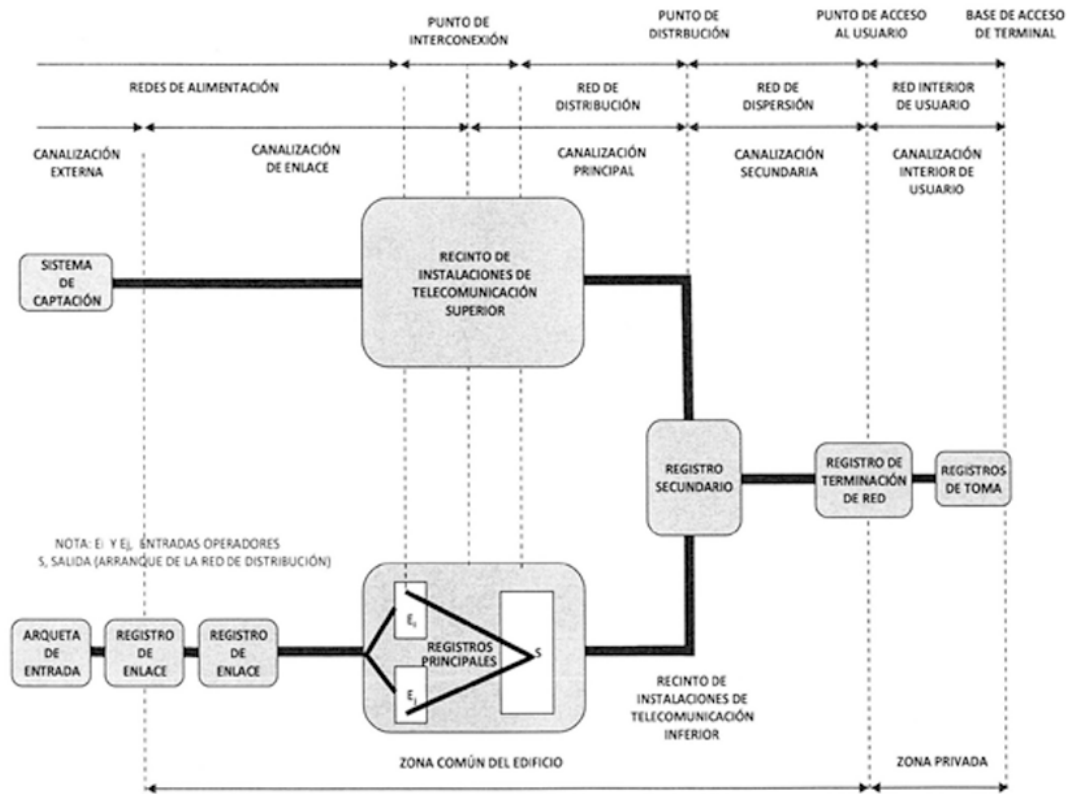 PUNTO DE
INTERCONEXIÓN
PUNTO DE
DISTRBUCIÓN
PUNTO DE ACCESO
AL USUARIO
BASE DE ACCESO
DE TERMINAL
REDES DE ALIMENTACIÓN
RED DE
DISTRIBUCIÓN
RED DE
DISPERSIÓN
RED INTERIOR
DE USUARIO
CANALIZACIÓN
EXTERNA
CANALIZACIÓN
DE ENLACE
CANALIZACIÓN
PRINCIPAL
CANALIZACIÓN
SECUNDARIA
CANALIZACIÓN
INTERIOR DE
USUARIO
SISTEMA
DE
CAPTACIÓN
RECINTO DE
INSTALACIONES DE
TELECOMUNICACIÓN
SUPERIOR
REGISTRO
SECUNDARIO
REGISTRO DE
TERMINACIÓN
DE RED
REGISTROS
DE TOMA
NOTA: Ei Y Ej, ENTRADAS OPERADORES
S, SALIDA (ARRANQUE DE LA RED DE DISTRIBUCIÓN)
ARQUETA
DE
ENTRADA
REGISTRO
DE
ENLACE
REGISTRO
DE
ENLACE
Ei
REGISTROS
PRINCIPALES
S
Ej
RECINTO DE
INSTALACIONES DE
TELECOMUNICACIÓN
INFERIOR
ZONA COMÚN DEL EDIFICIO
ZONA PRIVADA